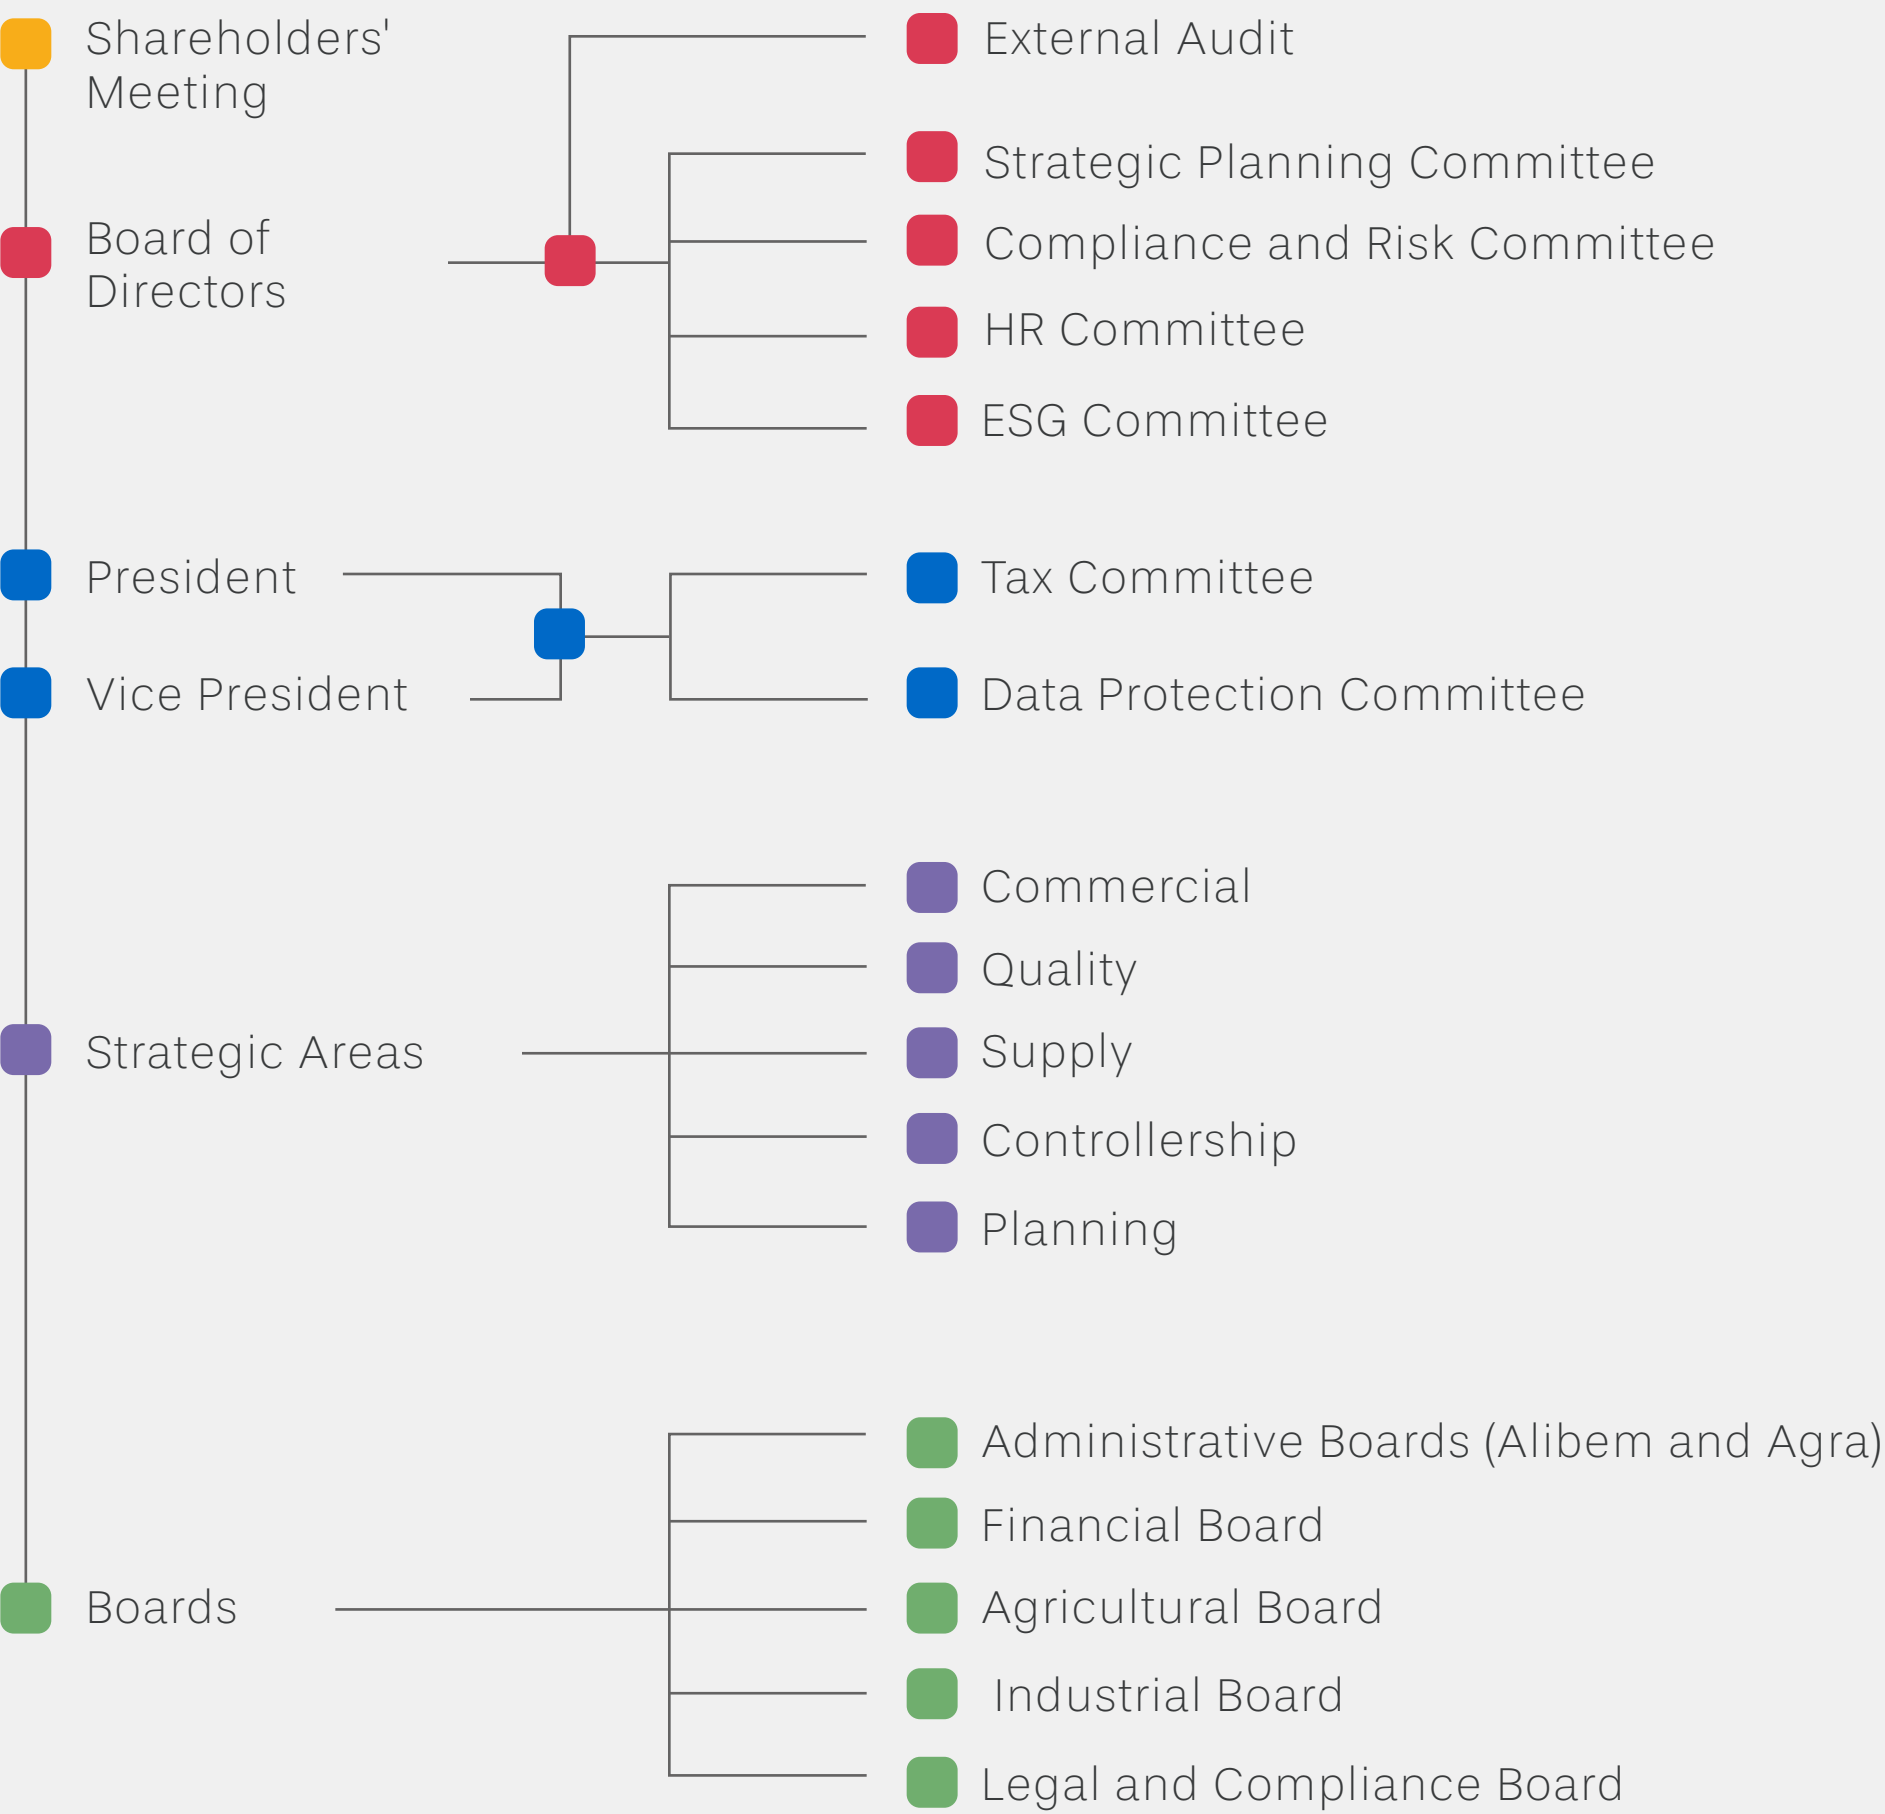 Shareholders'
Meeting
External Audit
Strategic Planning Committee
Board of
Directors
Compliance and Risk Committee
HR Committee
ESG Committee
President
Tax Committee
Vice President
Data Protection Committee
Strategic Areas
Commercial
Quality
Supply
Controllership
Planning
Boards
Administrative Boards (Alibem and Agra)
Financial Board
Agricultural Board
Industrial Board
Legal and Compliance Board